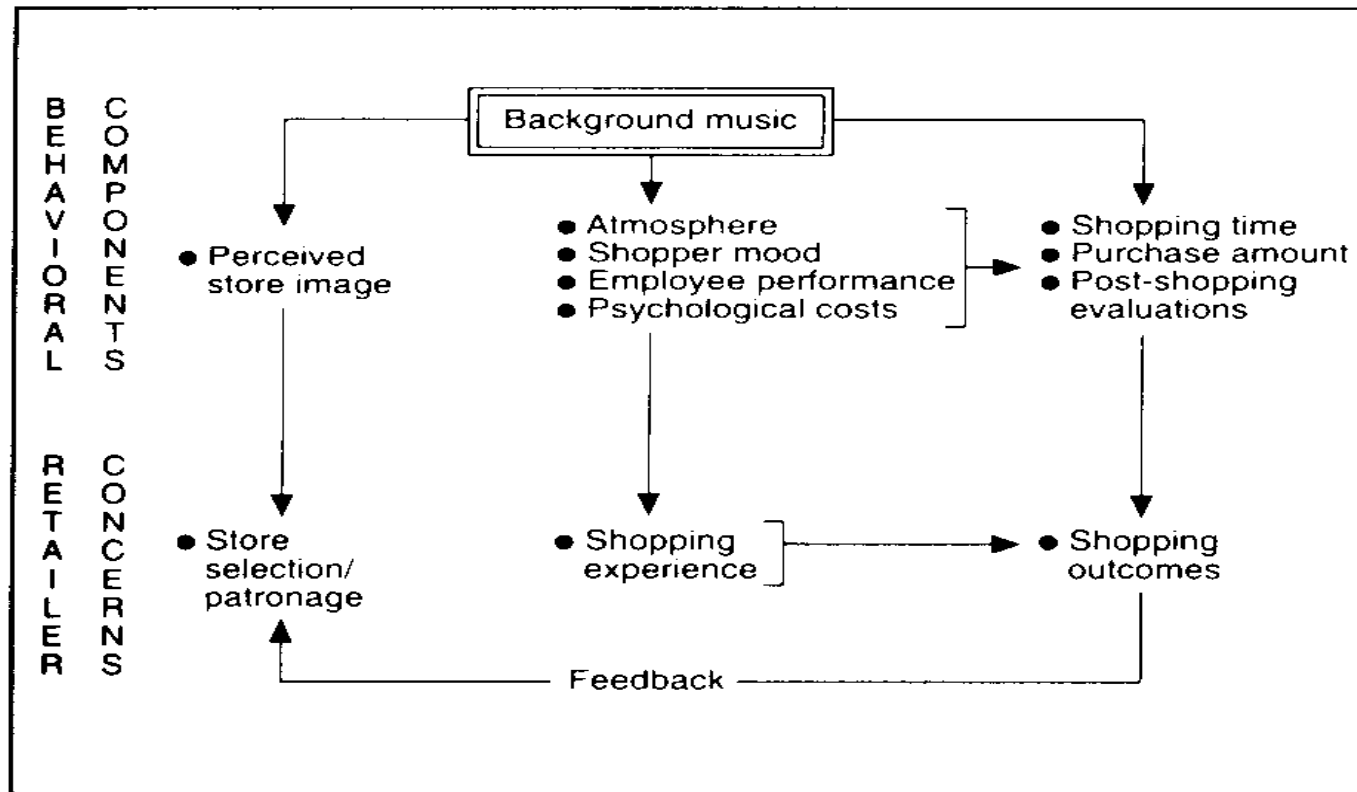 BEHAVIORAL
COMPONENTS
Background music
● Perceived
store image
● Atmosphere
● Shopper mood
● Employee performance
● Psychological costs
● Shopping time
● Purchase amount
● Post-shopping
evaluations
RETAILER
CONCERNS
● Store
selection/
patronage
● Shopping
experience
● Shopping
outcomes
Feedback